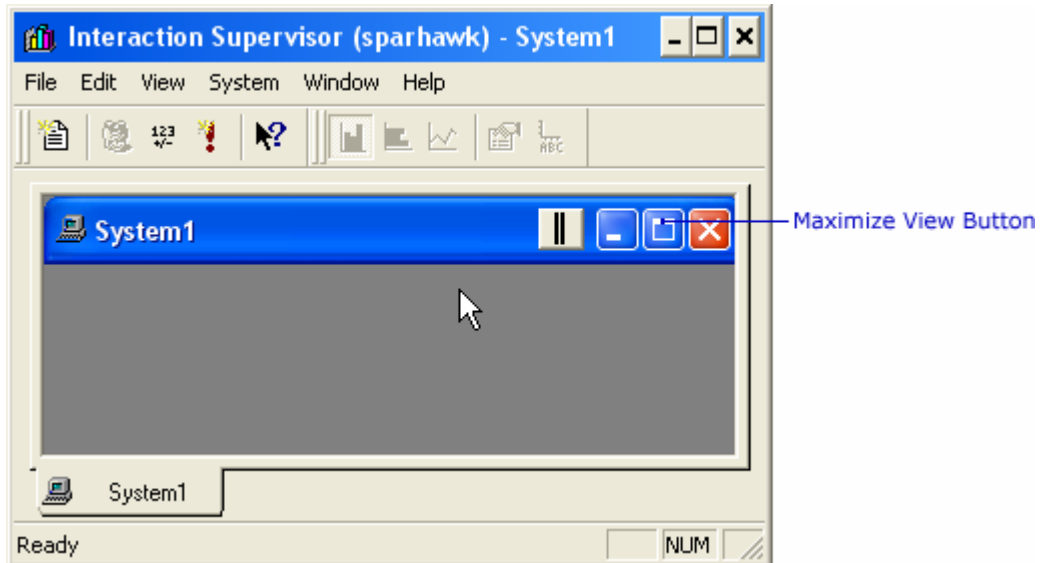 Interaction Supervisor (sparhawk) - System1
File Edit View System Window Help
123
+/-
ABC
System1
Maximize View Button
System1
Ready
NUM